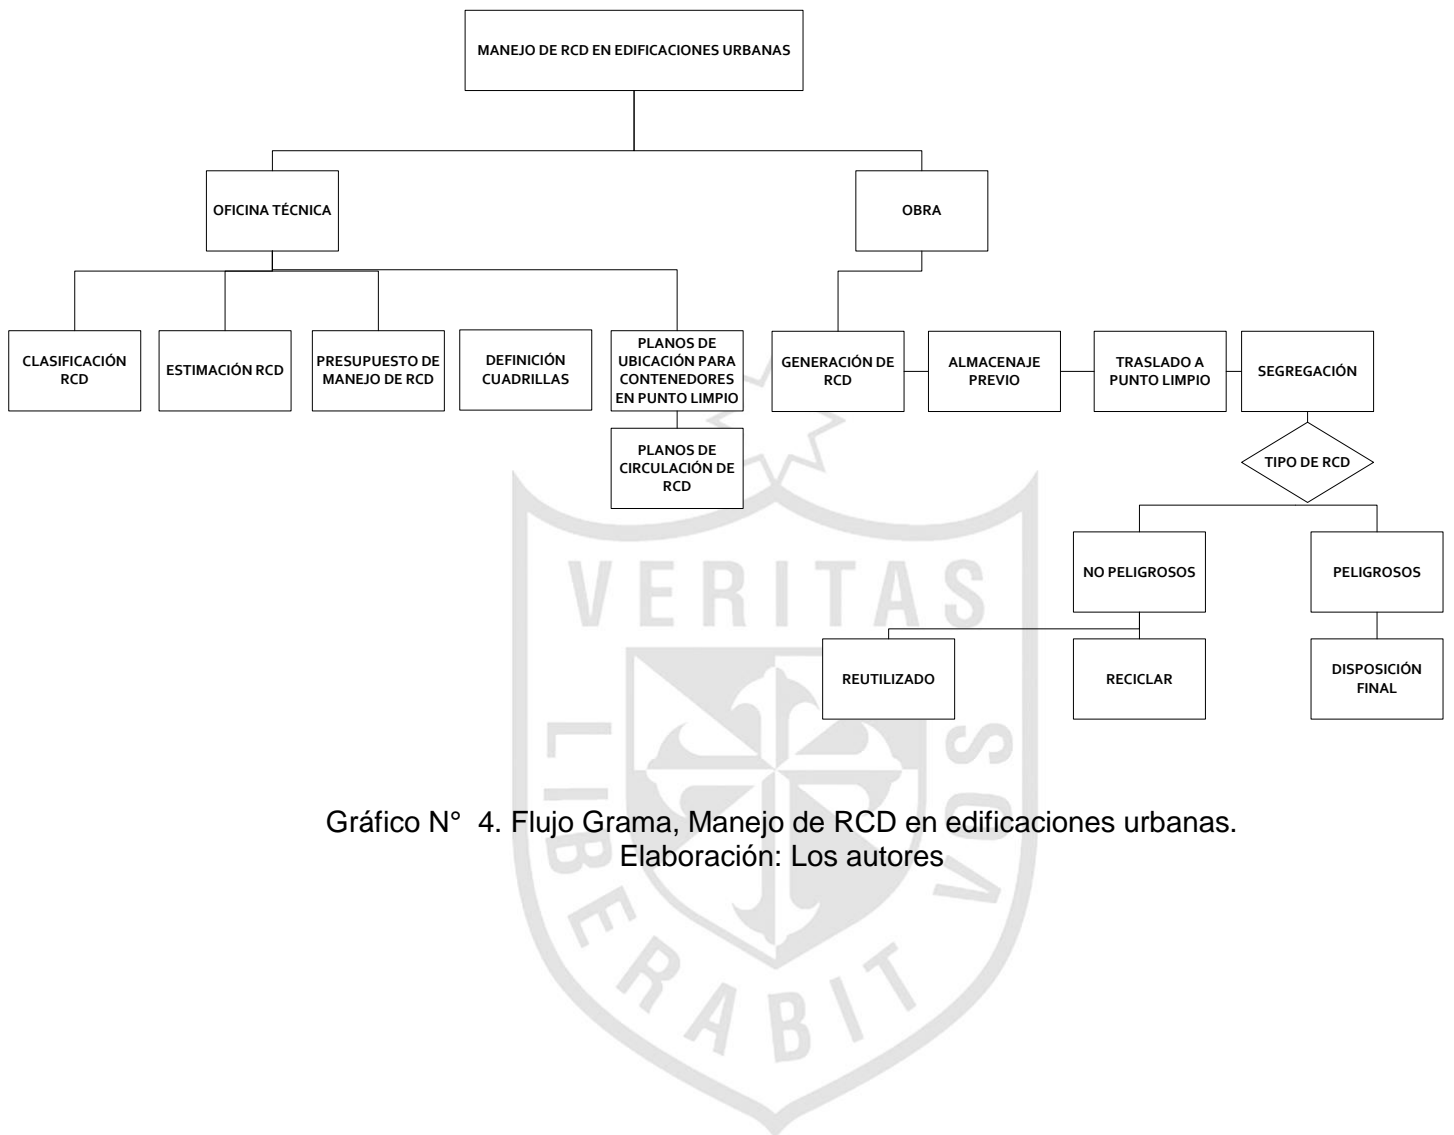 MANEJO DE RCD EN EDIFICACIONES URBANAS
OFICINA TÉCNICA
OBRA
CLASIFICACIÓN
RCD
ESTIMACIÓN RCD
PRESUPUESTO DE
MANEJO DE RCD
DEFINICIÓN
CUADRILLAS
PLANOS DE
UBICACIÓN PARA
CONTENEDORES
EN PUNTO LIMPIO
PLANOS DE
CIRCULACIÓN DE
RCD
GENERACIÓN DE
RCD
ALMACENAJE
PREVIO
TRASLADO A
PUNTO LIMPIO
SEGREGACIÓN
TIPO DE RCD
NO PELIGROSOS
PELIGROSOS
REUTILIZADO
RECICLAR
DISPOSICIÓN
FINAL
VERITAS
LIBERABIT
VOS
Gráfico N° 4. Flujo Grama, Manejo de RCD en edificaciones urbanas.
Elaboración: Los autores